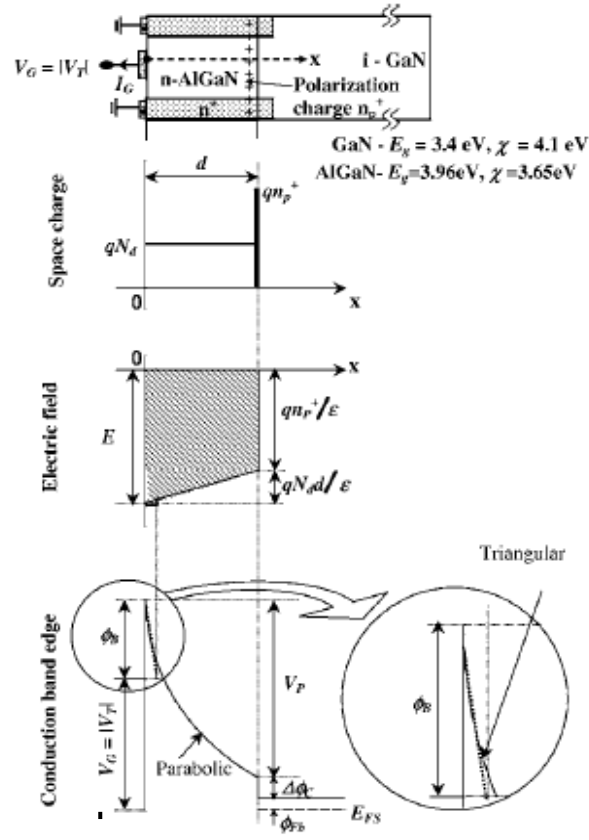 V_G = |V_T|
I_G
n-AlGaN
x
i - GaN
Polarization
charge n_p^+
n^+
GaN - E_g = 3.4 eV, χ = 4.1 eV
AlGaN- E_g=3.96eV, χ=3.65eV
Space charge
d
qn_p^+
qN_d
0
x
Electric field
0
x
E
qn_P^+/ε
qN_d d/ε
Conduction band edge
ϕ_B
V_P
V_G = |V_T|
Parabolic
Δϕ_C
E_FS
ϕ_Fb
Triangular
ϕ_B